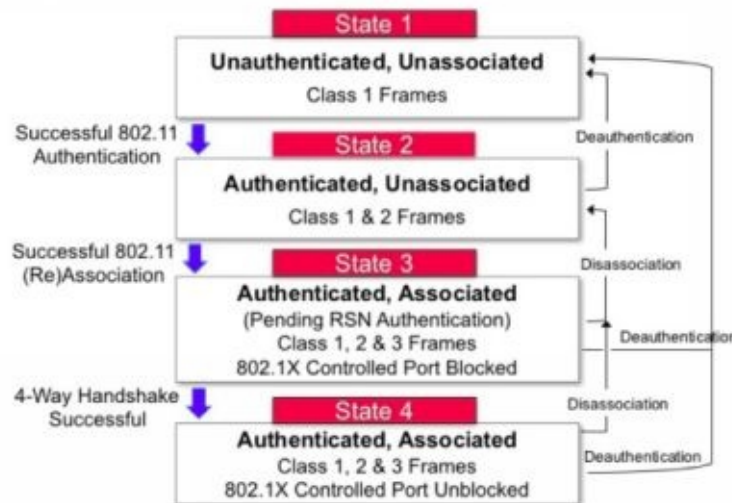 State 1
Unauthenticated, Unassociated
Class 1 Frames
Successful 802.11
Authentication
Deauthentication
State 2
Authenticated, Unassociated
Class 1 & 2 Frames
Successful 802.11
(Re)Association
Disassociation
State 3
Authenticated, Associated
(Pending RSN Authentication)
Class 1, 2 & 3 Frames
802.1X Controlled Port Blocked
Deauthentication
4-Way Handshake
Successful
Disassociation
State 4
Authenticated, Associated
Class 1, 2 & 3 Frames
802.1X Controlled Port Unblocked
Deauthentication